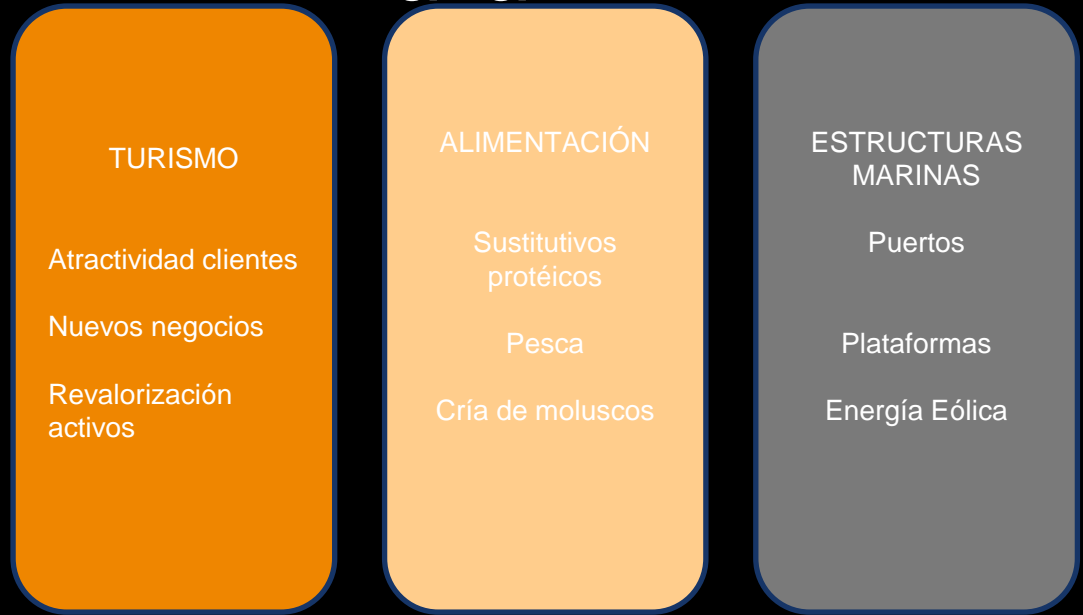 TURISMO
Atractividad clientes
Nuevos negocios
Revalorización
activos
ALIMENTACIÓN
Sustitutivos
protéicos
Pesca
Cría de moluscos
ESTRUCTURAS
MARINAS
Puertos
Plataformas
Energía Eólica